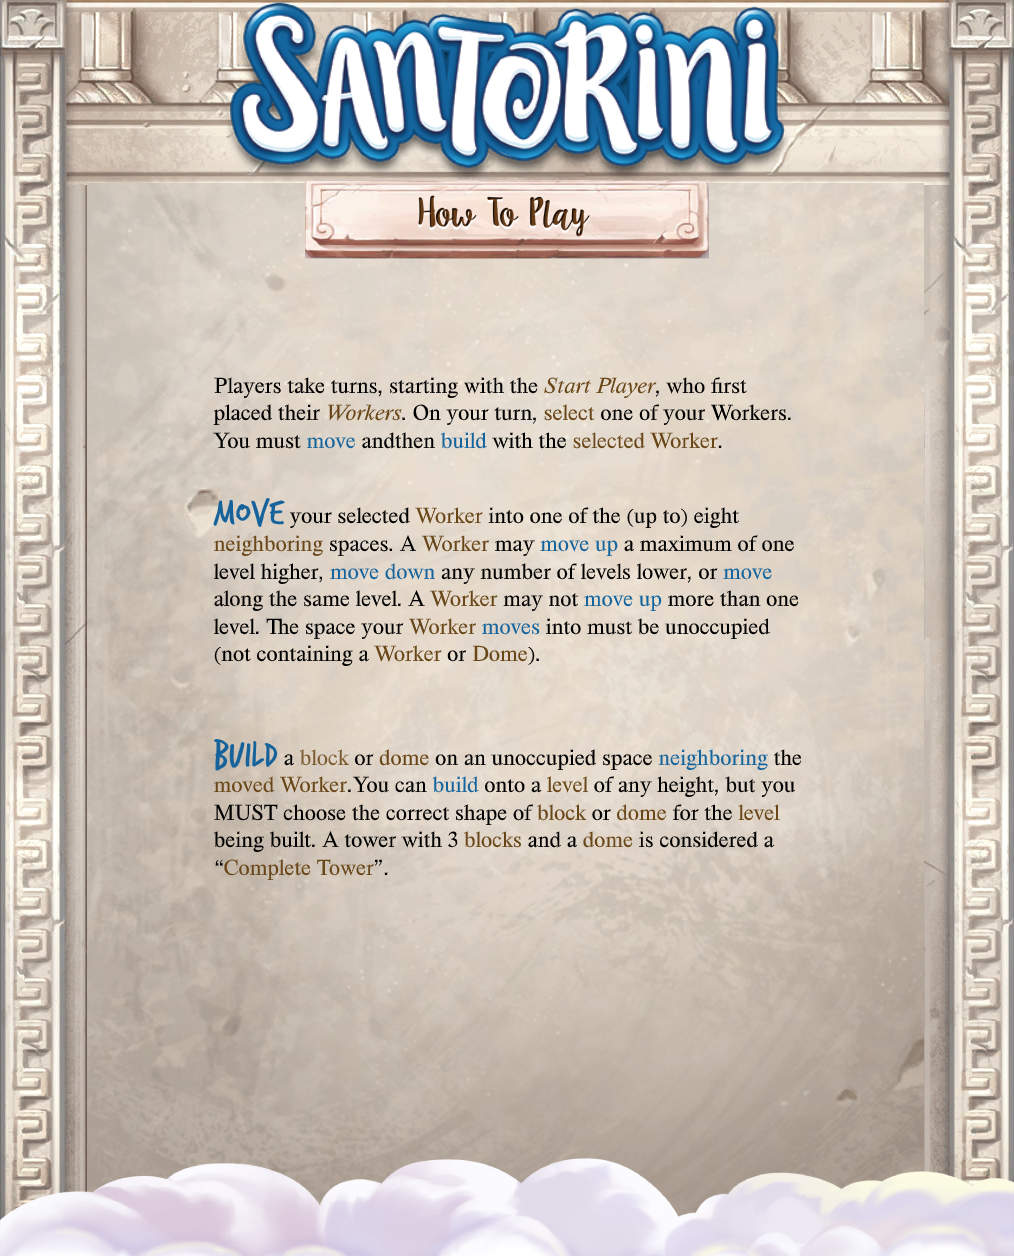 SANTORiNi
How To Play
Players take turns, starting with the Start Player, who first
placed their Workers. On your turn, select one of your Workers.
You must move andthen build with the selected Worker.
MOVE your selected Worker into one of the (up to) eight
neighboring spaces. A Worker may move up a maximum of one
level higher, move down any number of levels lower, or move
along the same level. A Worker may not move up more than one
level. The space your Worker moves into must be unoccupied
(not containing a Worker or Dome).
BUILD a block or dome on an unoccupied space neighboring the
moved Worker.You can build onto a level of any height, but you
MUST choose the correct shape of block or dome for the level
being built. A tower with 3 blocks and a dome is considered a
“Complete Tower”.